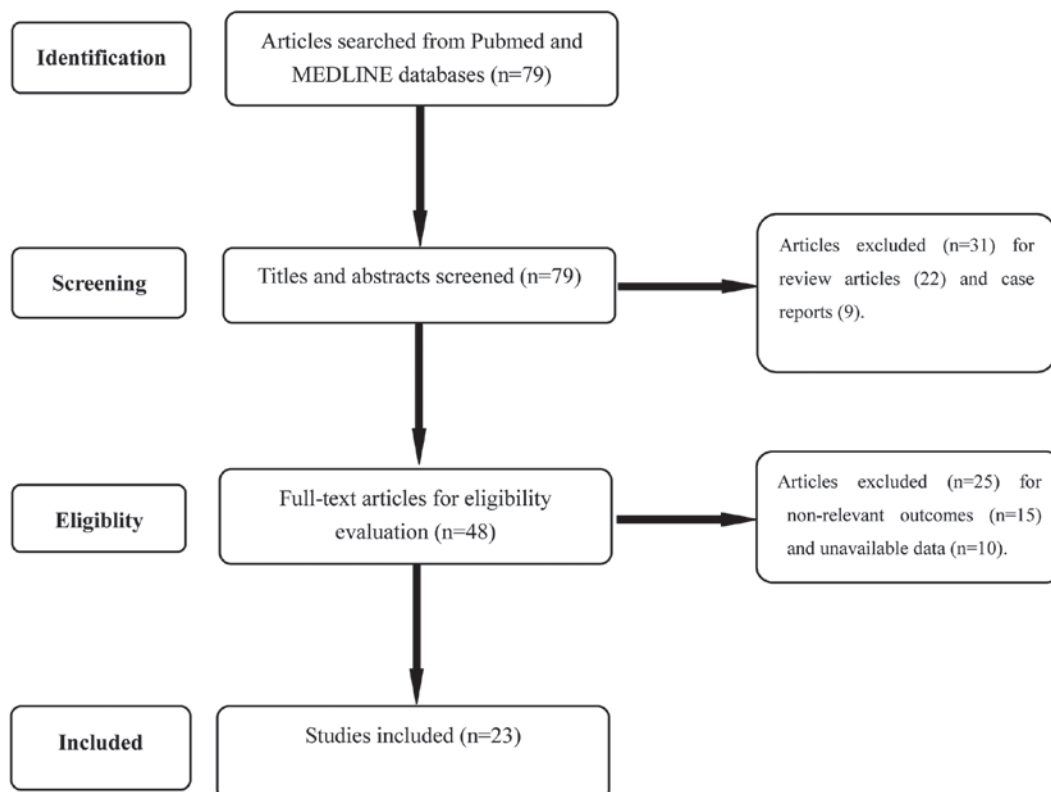 Identification
Articles searched from Pubmed and
MEDLINE databases (n=79)
Screening
Titles and abstracts screened (n=79)
Articles excluded (n=31) for
review articles (22) and case
reports (9).
Eligiblity
Full-text articles for eligibility
evaluation (n=48)
Articles excluded (n=25) for
non-relevant outcomes (n=15)
and unavailable data (n=10).
Included
Studies included (n=23)